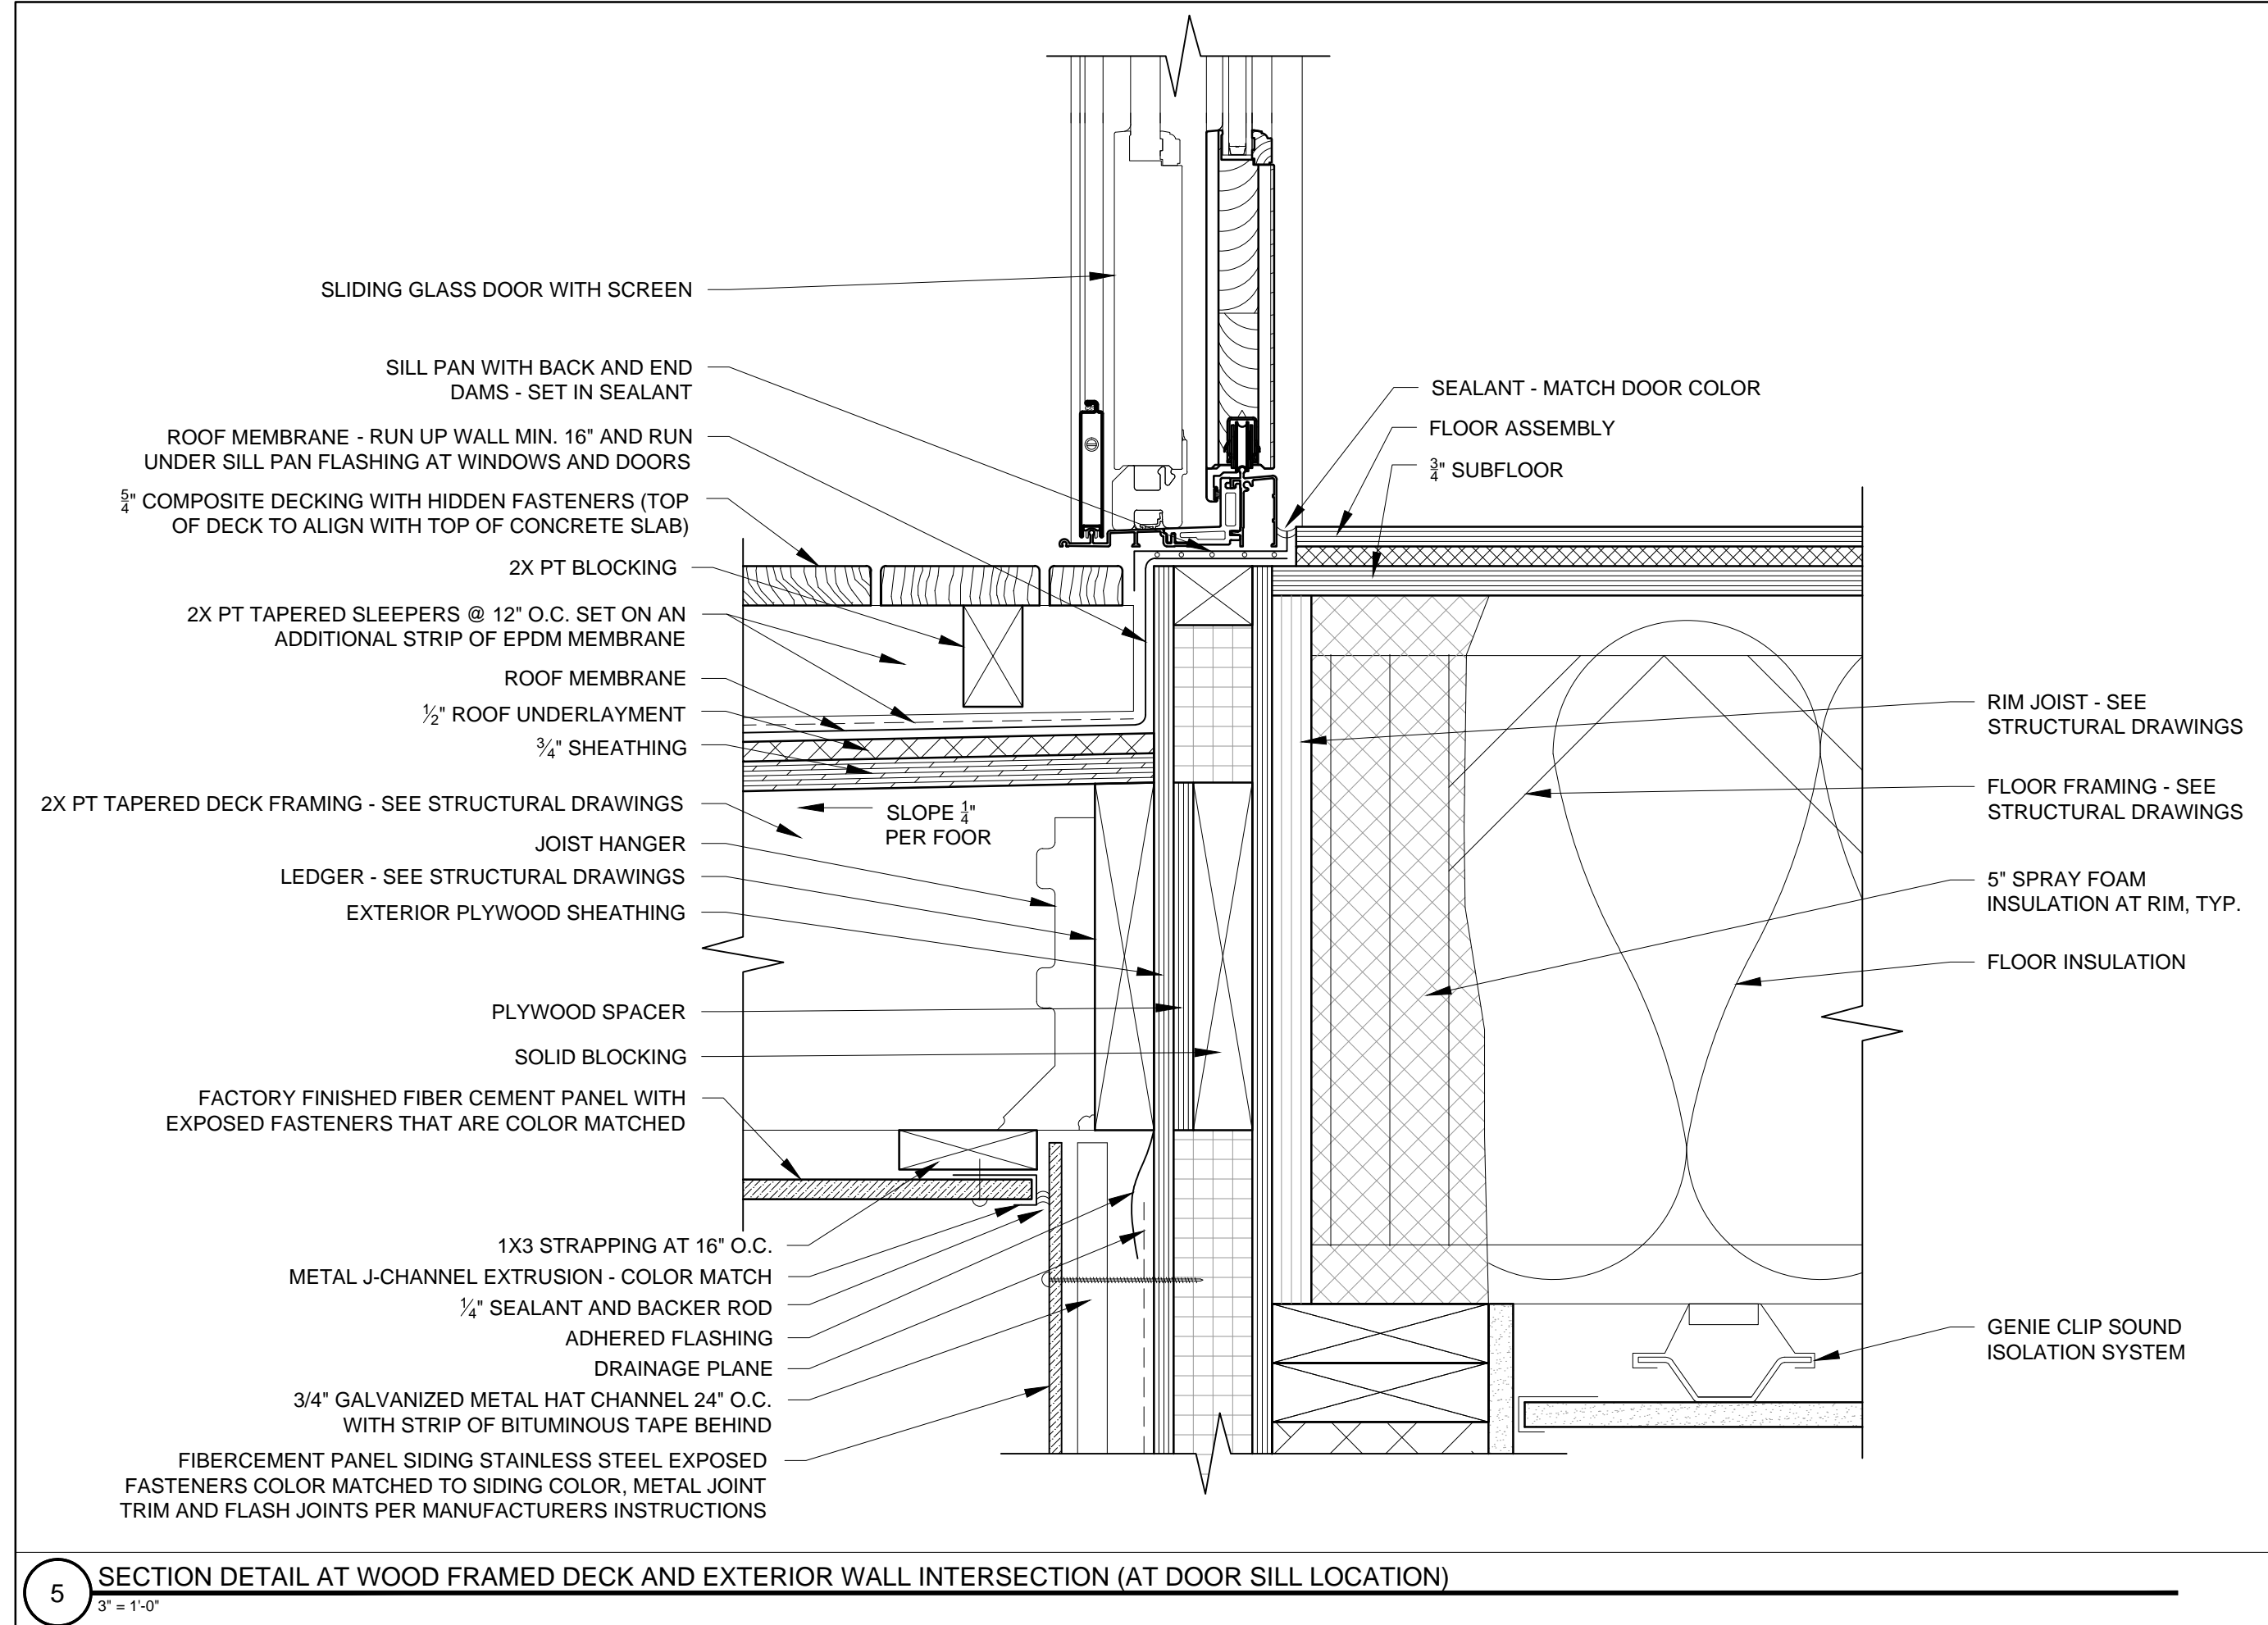 SLIDING GLASS DOOR WITH SCREEN
SILL PAN WITH BACK AND END
DAMS - SET IN SEALANT
ROOF MEMBRANE - RUN UP WALL MIN. 16" AND RUN
UNDER SILL PAN FLASHING AT WINDOWS AND DOORS
5/4" COMPOSITE DECKING WITH HIDDEN FASTENERS (TOP
OF DECK TO ALIGN WITH TOP OF CONCRETE SLAB)
2X PT BLOCKING
2X PT TAPERED SLEEPERS @ 12" O.C. SET ON AN
ADDITIONAL STRIP OF EPDM MEMBRANE
ROOF MEMBRANE
1/2" ROOF UNDERLAYMENT
3/4" SHEATHING
2X PT TAPERED DECK FRAMING - SEE STRUCTURAL DRAWINGS
SLOPE 1/4"
PER FOOR
JOIST HANGER
LEDGER - SEE STRUCTURAL DRAWINGS
EXTERIOR PLYWOOD SHEATHING
PLYWOOD SPACER
SOLID BLOCKING
FACTORY FINISHED FIBER CEMENT PANEL WITH
EXPOSED FASTENERS THAT ARE COLOR MATCHED
1X3 STRAPPING AT 16" O.C.
METAL J-CHANNEL EXTRUSION - COLOR MATCH
1/4" SEALANT AND BACKER ROD
ADHERED FLASHING
DRAINAGE PLANE
3/4" GALVANIZED METAL HAT CHANNEL 24" O.C.
WITH STRIP OF BITUMINOUS TAPE BEHIND
FIBERCEMENT PANEL SIDING STAINLESS STEEL EXPOSED
FASTENERS COLOR MATCHED TO SIDING COLOR, METAL JOINT
TRIM AND FLASH JOINTS PER MANUFACTURERS INSTRUCTIONS
SEALANT - MATCH DOOR COLOR
FLOOR ASSEMBLY
3/4" SUBFLOOR
RIM JOIST - SEE
STRUCTURAL DRAWINGS
FLOOR FRAMING - SEE
STRUCTURAL DRAWINGS
5" SPRAY FOAM
INSULATION AT RIM, TYP.
FLOOR INSULATION
GENIE CLIP SOUND
ISOLATION SYSTEM
5
SECTION DETAIL AT WOOD FRAMED DECK AND EXTERIOR WALL INTERSECTION (AT DOOR SILL LOCATION)
3" = 1'-0"